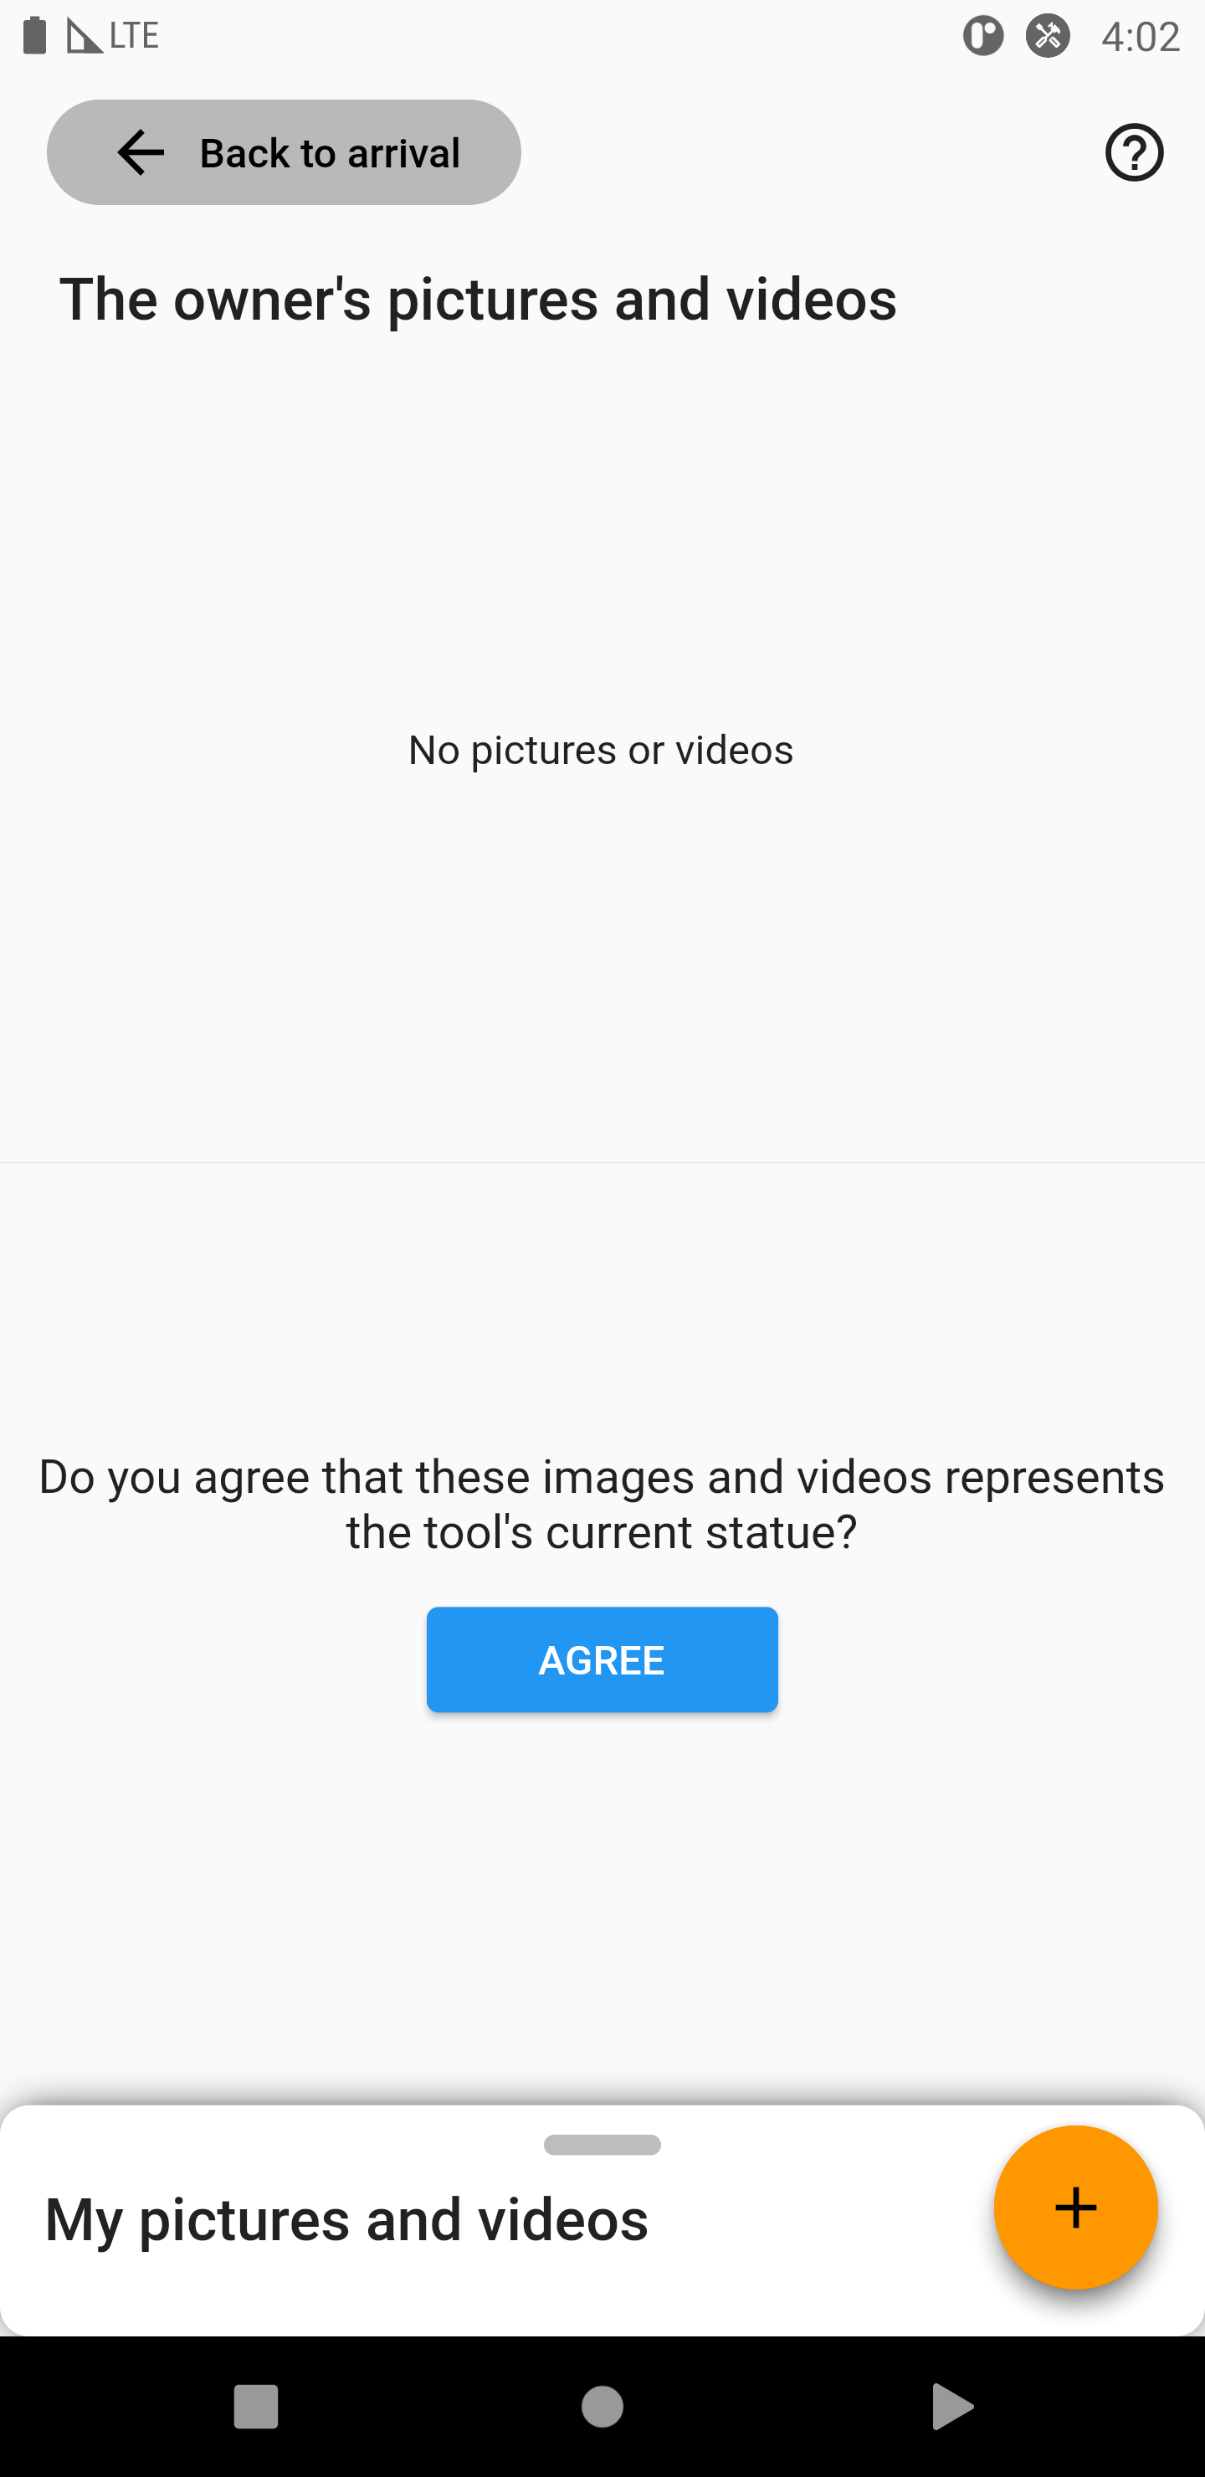 LTE
4:02
Back to arrival
The owner's pictures and videos
No pictures or videos
Do you agree that these images and videos represents
the tool's current statue?
AGREE
My pictures and videos